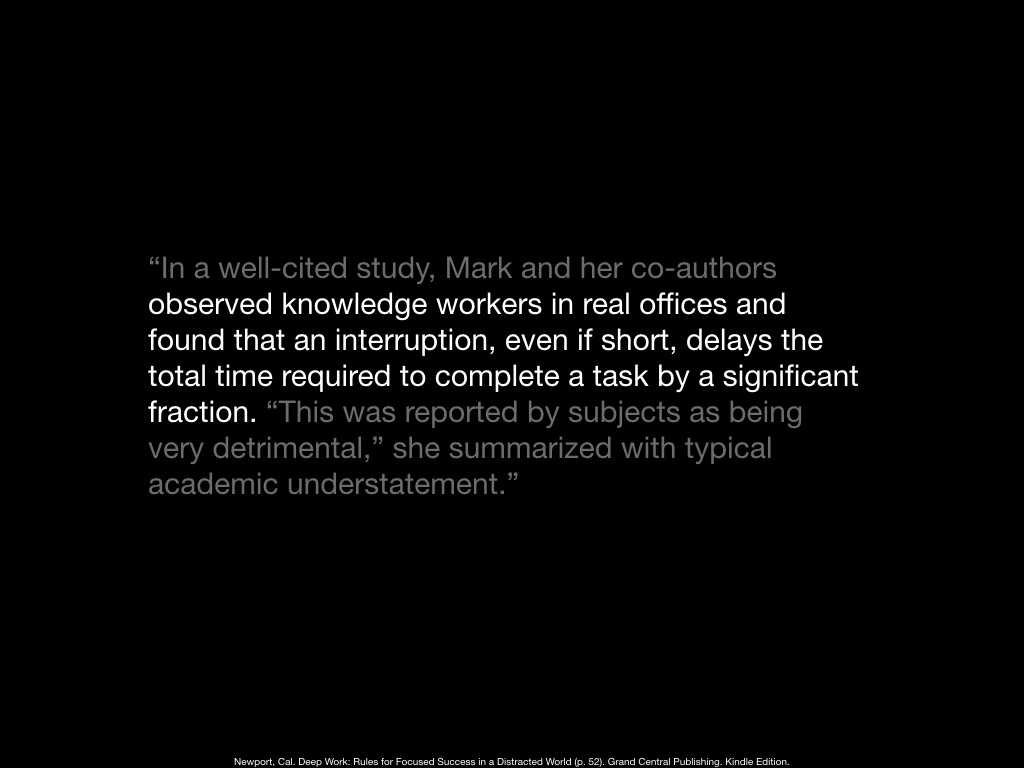 “In a well-cited study, Mark and her co-authors
observed knowledge workers in real offices and
found that an interruption, even if short, delays the
total time required to complete a task by a significant
fraction. “This was reported by subjects as being
very detrimental,” she summarized with typical
academic understatement.”
Newport, Cal. Deep Work: Rules for Focused Success in a Distracted World (p. 52). Grand Central Publishing. Kindle Edition.